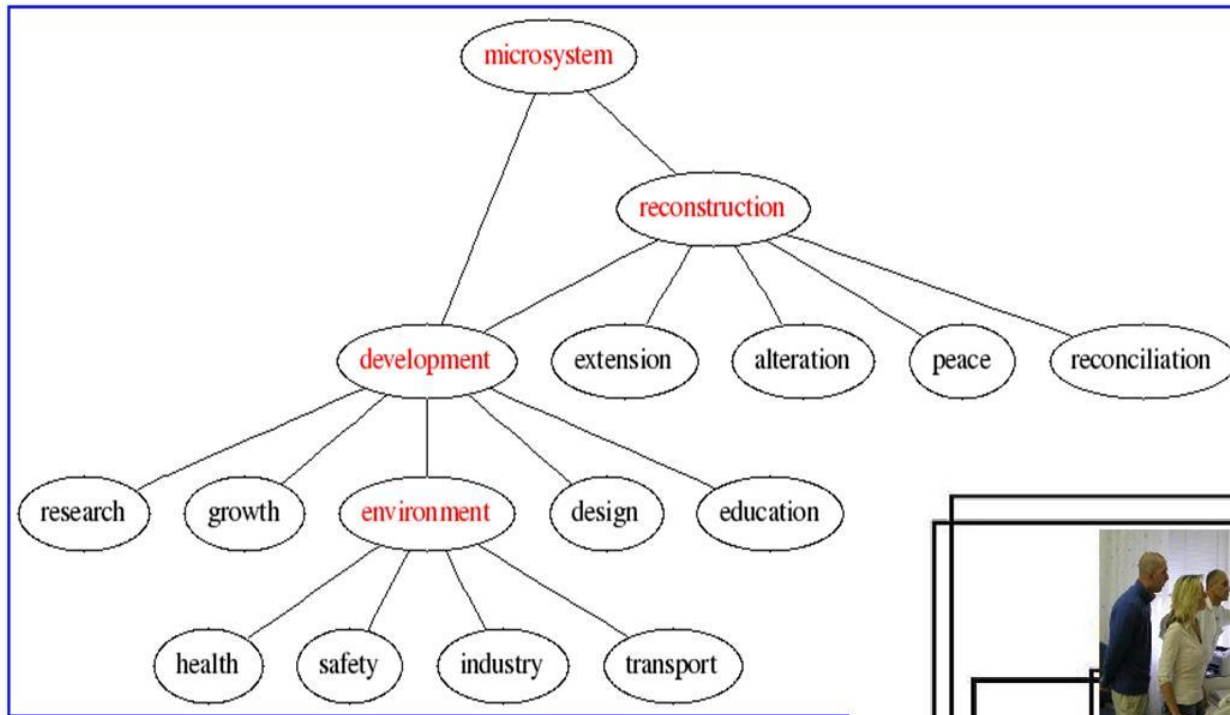 microsystem
reconstruction
development extension alteration peace reconciliation
research growth environment design education
health safety industry transport